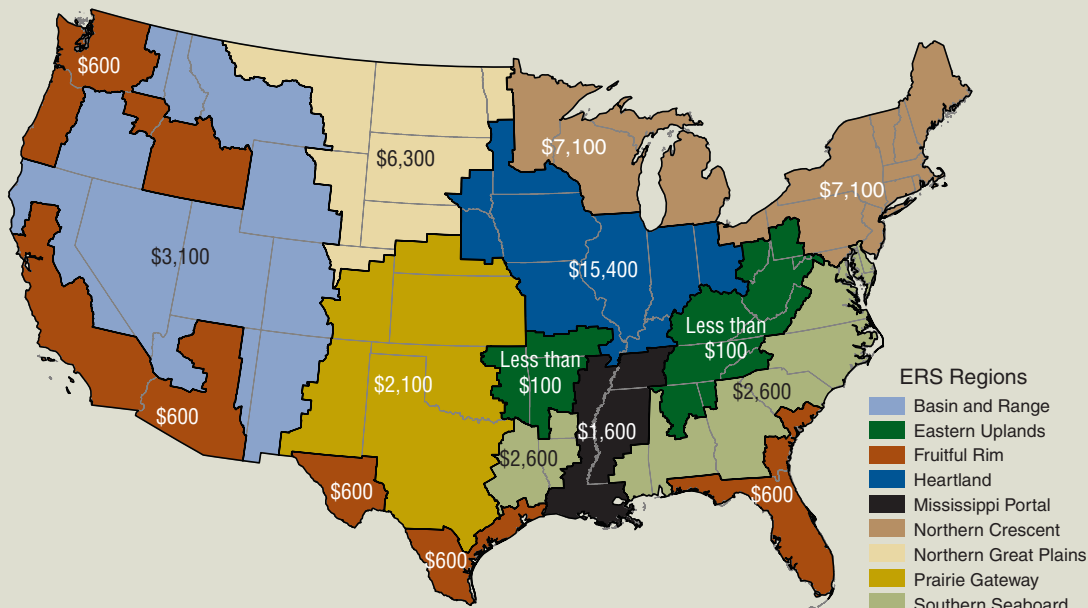 $600
$6,300
$7,100
$7,100
$3,100
$15,400
Less than
$100
Less than
$100
$2,100
$600
$1,600
$2,600
$2,600
$600
$600
$600
ERS Regions
Basin and Range
Eastern Uplands
Fruitful Rim
Heartland
Mississippi Portal
Northern Crescent
Northern Great Plains
Prairie Gateway
Southern Seaboard